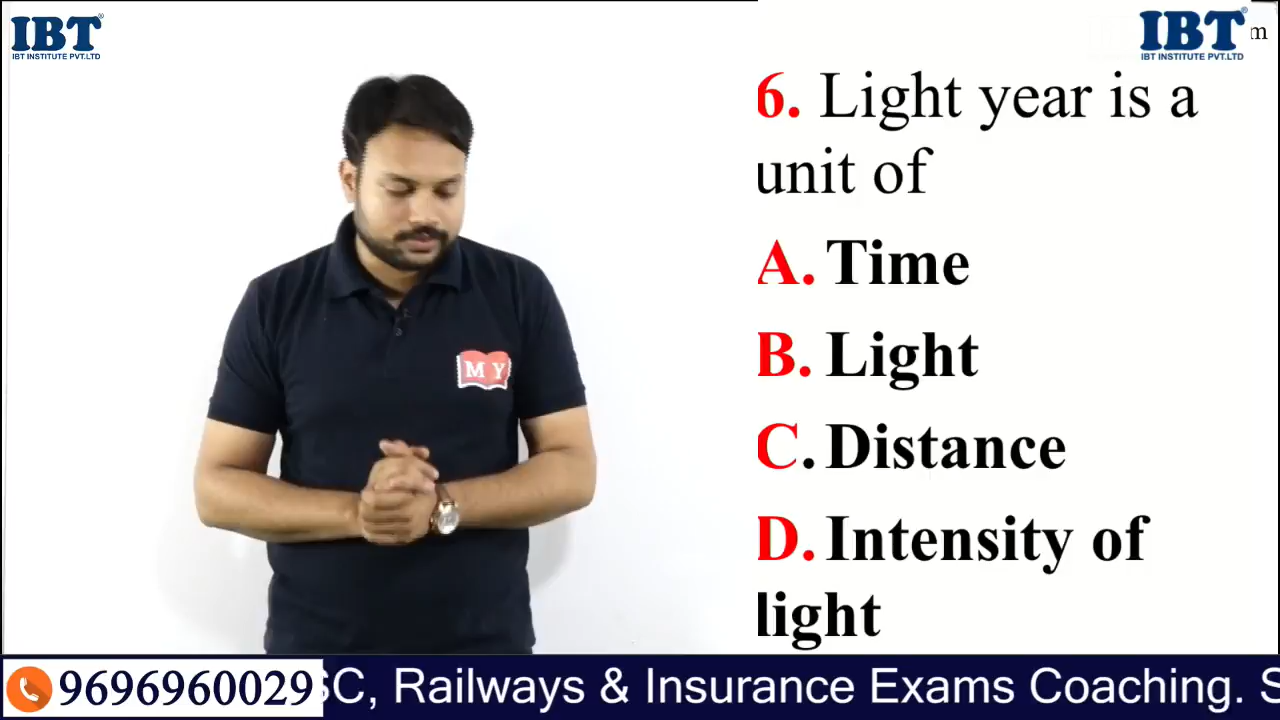 IBT
IBT INSTITUTE PVT.LTD
IBT
IBT INSTITUTE PVT.LTD
m
6. Light year is a
unit of
A. Time
B. Light
C. Distance
D. Intensity of
light
M Y
9696960029
SC, Railways & Insurance Exams Coaching. S